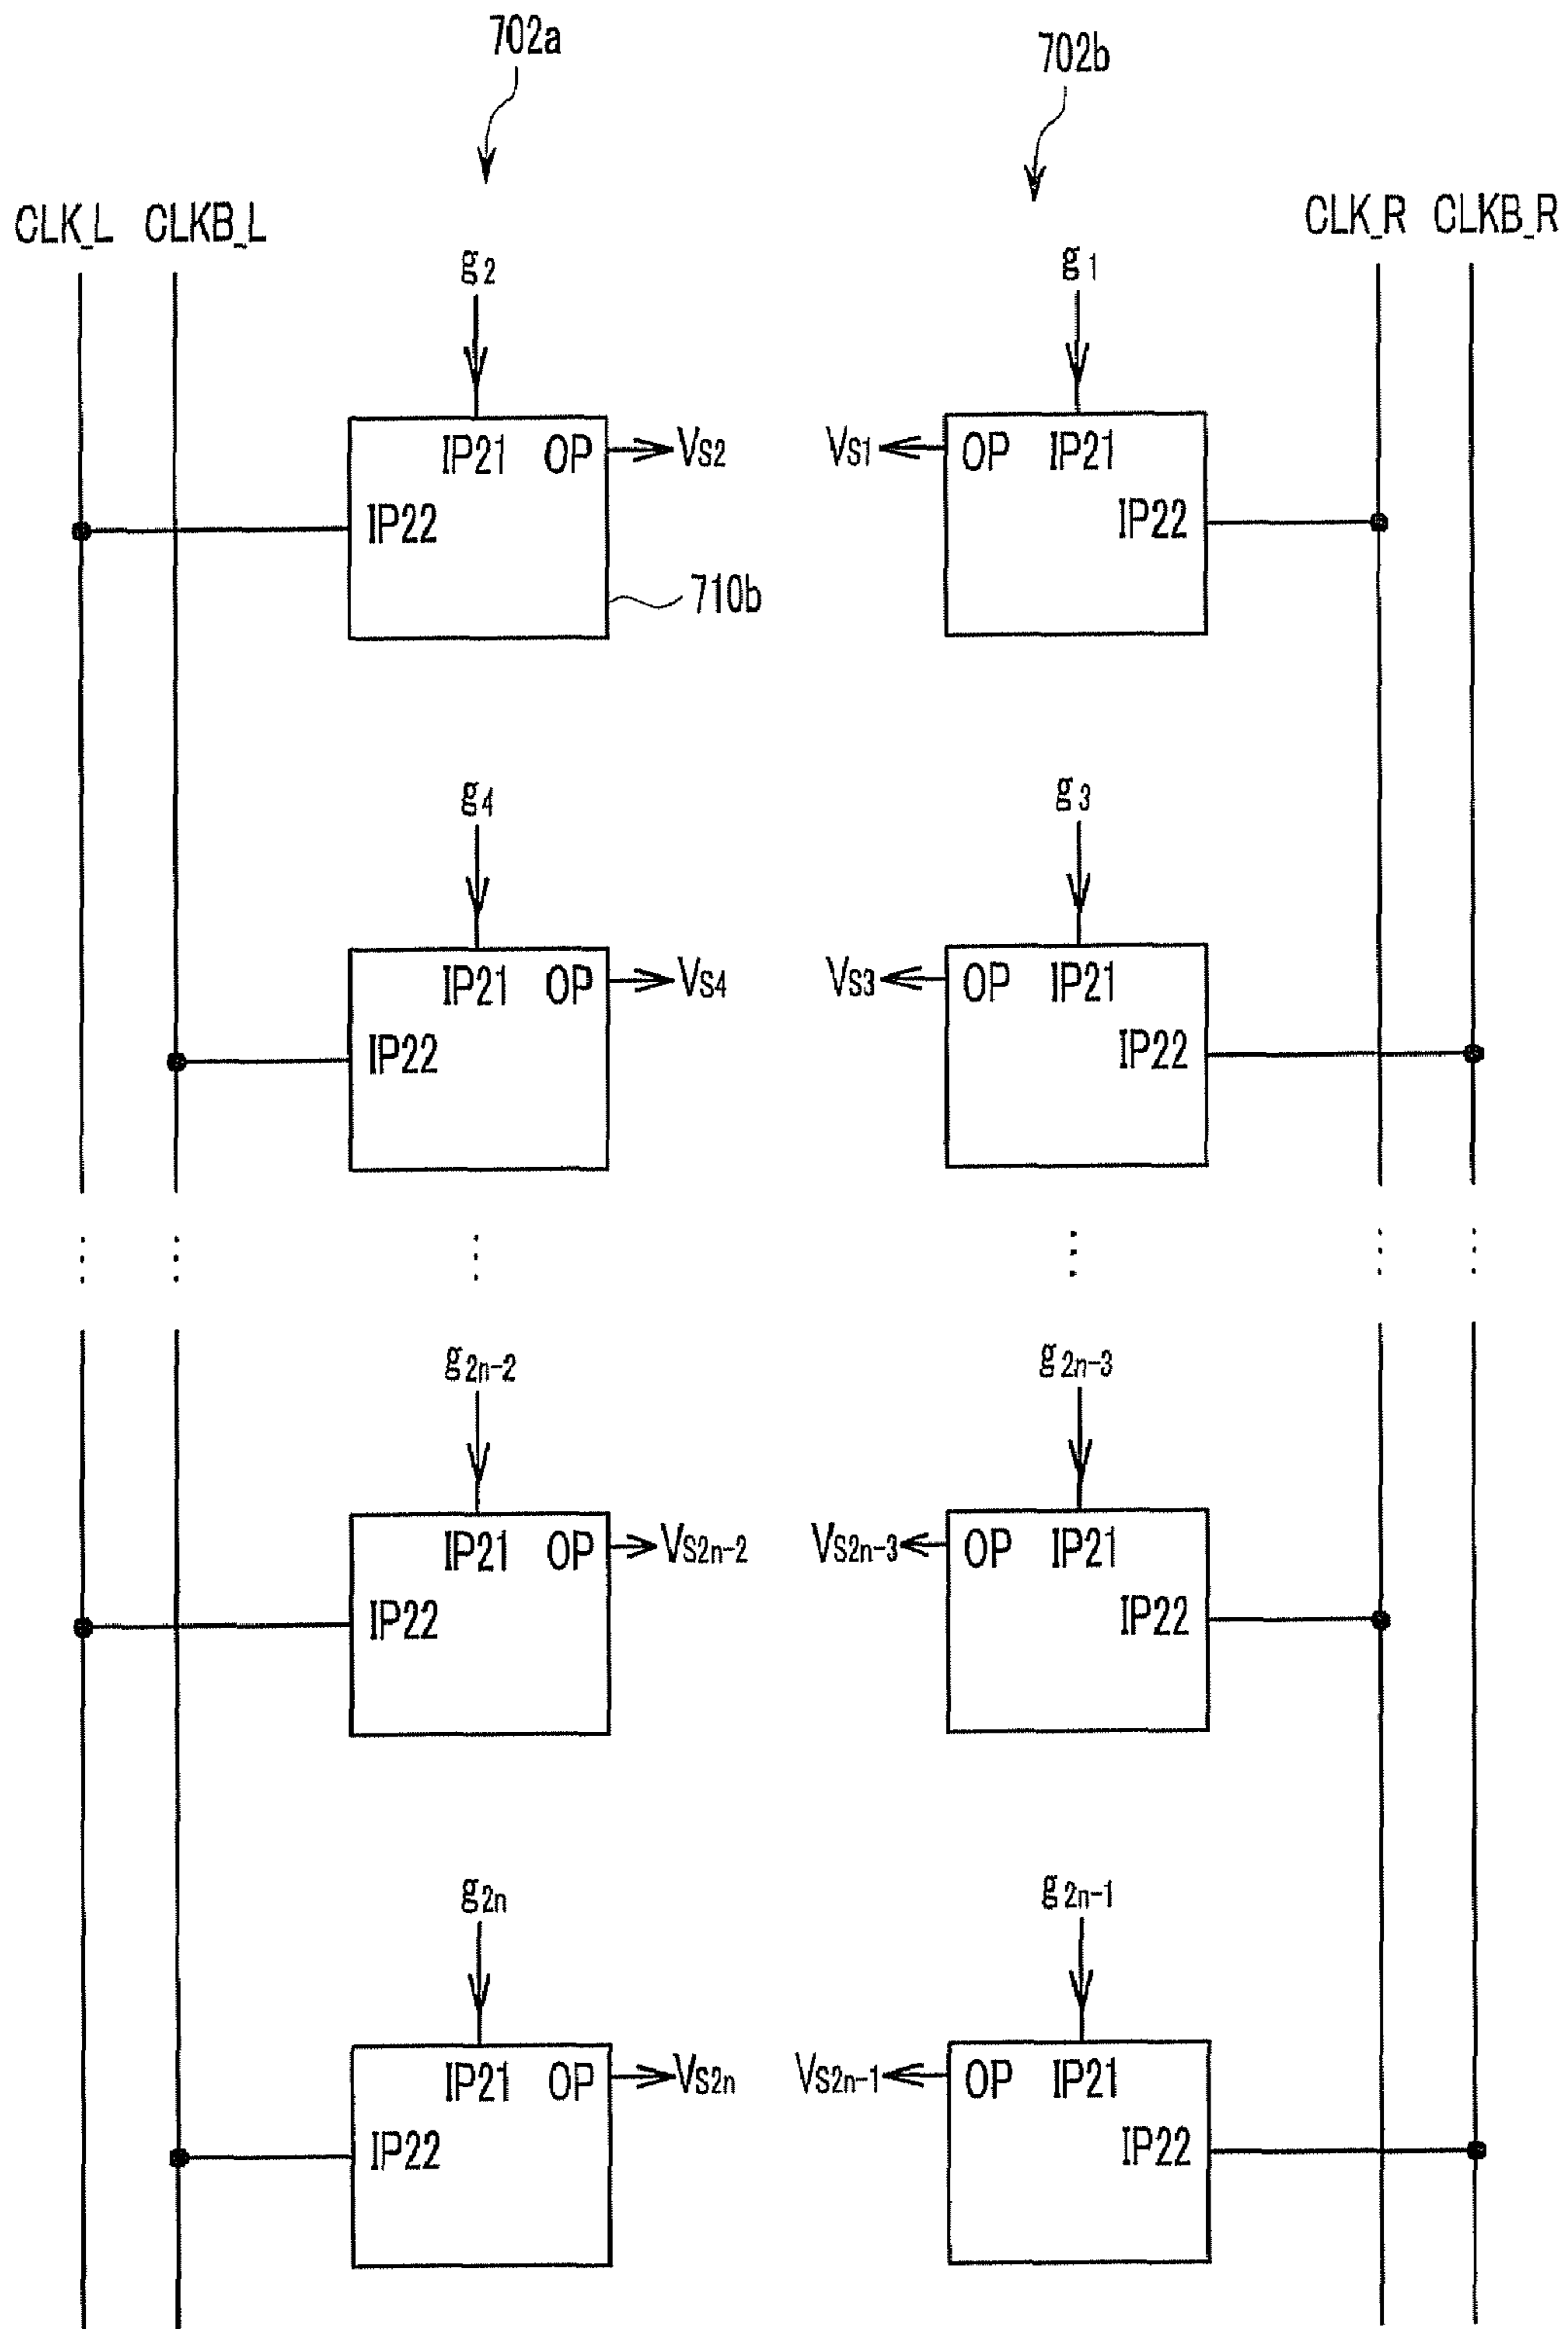 702a
702b
CLK_L CLKB_L CLK_R CLKB_R
g2 g1
IP21 OP VS2 VS1 OP IP21
IP22 IP22
710b
g4 g3
IP21 OP VS4 VS3 OP IP21
IP22 IP22
g2n-2 g2n-3
IP21 OP VS2n-2 VS2n-3 OP IP21
IP22 IP22
g2n g2n-1
IP21 OP VS2n VS2n-1 OP IP21
IP22 IP22